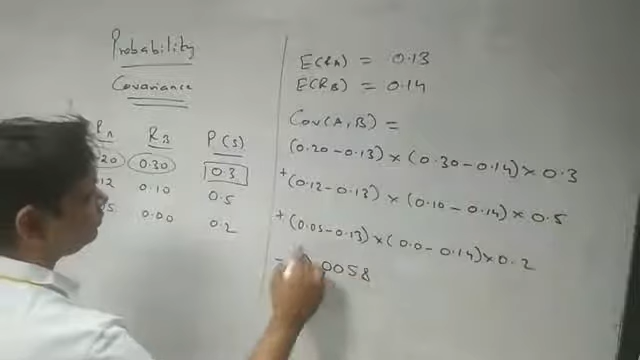 Probability
Covariance
RA RB P(S)
.20 0.30 0.3
.12 0.10 0.5
.05 0.00 0.2
E(RA) = 0.13
E(RB) = 0.14
Cov(A,B) =
(0.20-0.13) × (0.30-0.14) × 0.3
+ (0.12-0.13) × (0.10-0.14) × 0.5
+ (0.05-0.13) × (0.0-0.14) × 0.2
= 0.0058